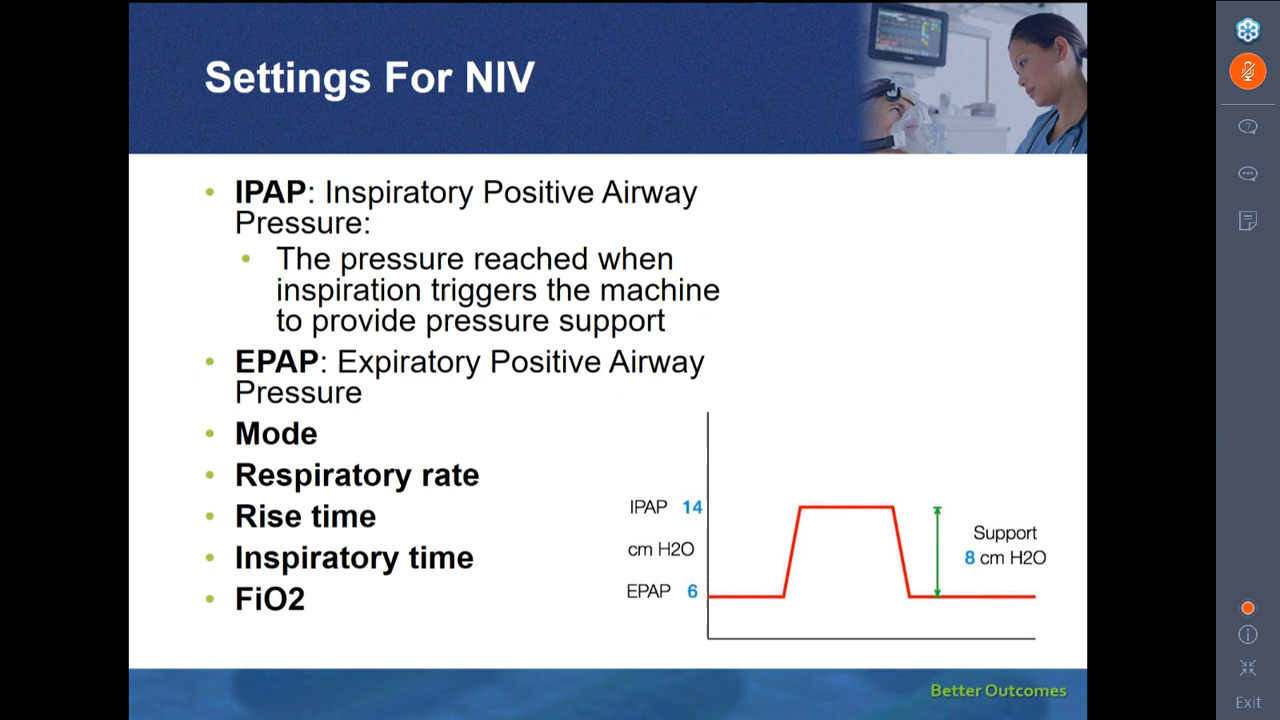 Settings For NIV
IPAP: Inspiratory Positive Airway
Pressure:
The pressure reached when
inspiration triggers the machine
to provide pressure support
EPAP: Expiratory Positive Airway
Pressure
Mode
Respiratory rate
Rise time
Inspiratory time
FiO2
IPAP 14
cm H2O
EPAP 6
Support
8 cm H2O
Better Outcomes
Exit